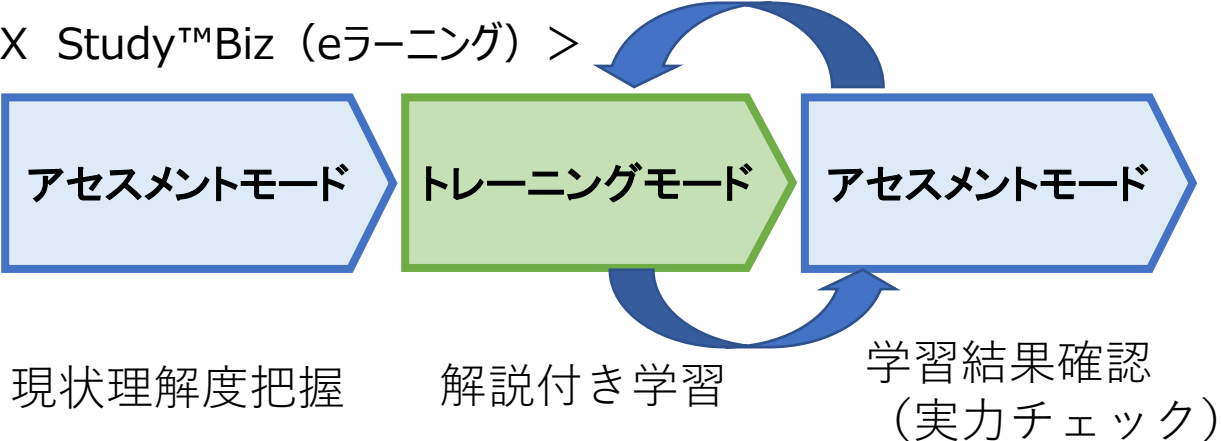 X Study™Biz（eラーニング）＞
アセスメントモード
トレーニングモード
アセスメントモード
現状理解度把握
解説付き学習
学習結果確認
（実力チェック）